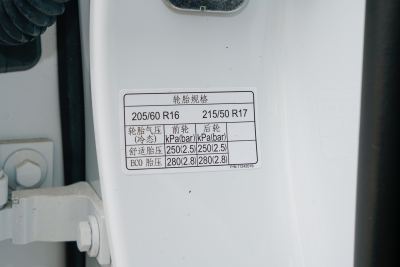 轮胎规格
205/60 R16 215/50 R17
轮胎气压 前轮 后轮
(冷态) kPa(bar) kPa(bar)
舒适胎压 250(2.5) 250(2.5)
ECO 胎压 280(2.8) 280(2.8)